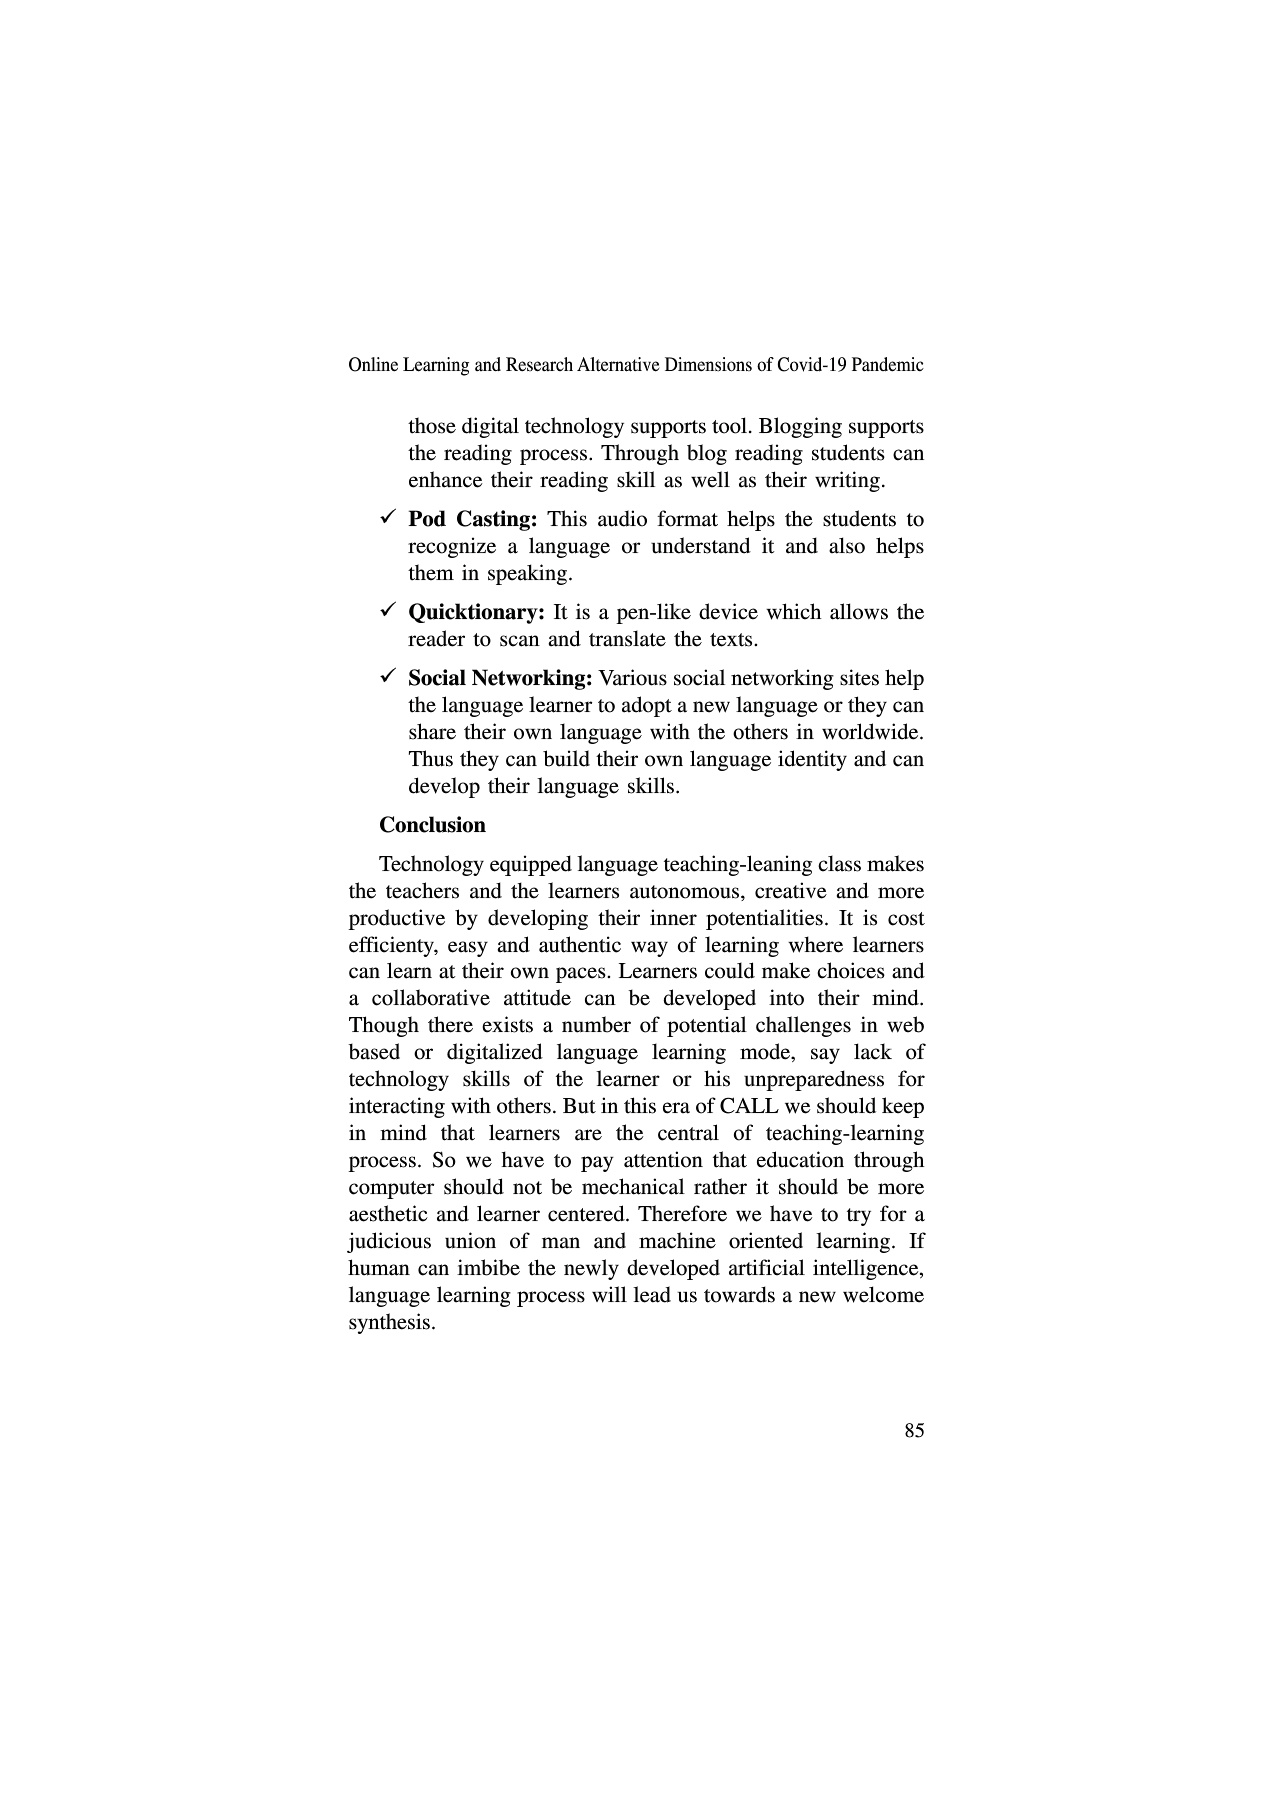 Online Learning and Research Alternative Dimensions of Covid-19 Pandemic
those digital technology supports tool. Blogging supports
the reading process. Through blog reading students can
enhance their reading skill as well as their writing.
✓ Pod Casting: This audio format helps the students to
recognize a language or understand it and also helps
them in speaking.
✓ Quicktionary: It is a pen-like device which allows the
reader to scan and translate the texts.
✓ Social Networking: Various social networking sites help
the language learner to adopt a new language or they can
share their own language with the others in worldwide.
Thus they can build their own language identity and can
develop their language skills.
Conclusion
Technology equipped language teaching-leaning class makes
the teachers and the learners autonomous, creative and more
productive by developing their inner potentialities. It is cost
efficienty, easy and authentic way of learning where learners
can learn at their own paces. Learners could make choices and
a collaborative attitude can be developed into their mind.
Though there exists a number of potential challenges in web
based or digitalized language learning mode, say lack of
technology skills of the learner or his unpreparedness for
interacting with others. But in this era of CALL we should keep
in mind that learners are the central of teaching-learning
process. So we have to pay attention that education through
computer should not be mechanical rather it should be more
aesthetic and learner centered. Therefore we have to try for a
judicious union of man and machine oriented learning. If
human can imbibe the newly developed artificial intelligence,
language learning process will lead us towards a new welcome
synthesis.
85